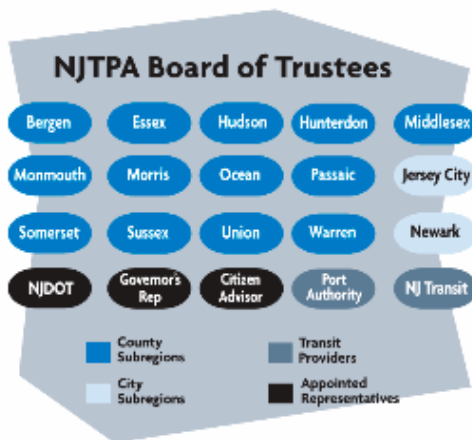 NJTPA Board of Trustees
Bergen Essex Hudson Hunterdon Middlesex
Monmouth Morris Ocean Passaic Jersey City
Somerset Sussex Union Warren Newark
NJDOT Governor's Rep Citizen Advisor Port Authority NJ Transit
County Subregions
Transit Providers
City Subregions
Appointed Representatives